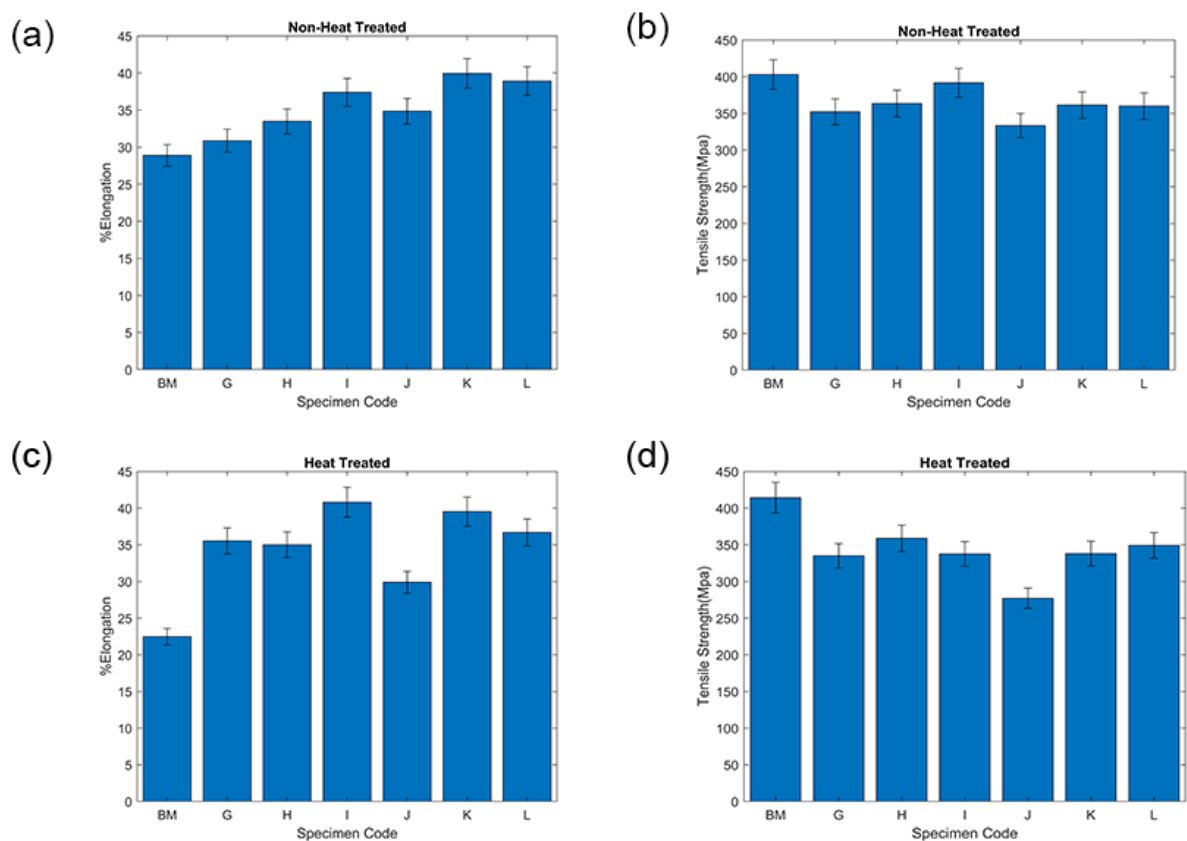 (a)
Non-Heat Treated
45
40
35
30
25
20
15
10
5
0
%Elongation
BM G H I J K L
Specimen Code
(b)
Non-Heat Treated
450
400
350
300
250
200
150
100
50
0
Tensile Strength(Mpa)
BM G H I J K L
Specimen Code
(c)
Heat Treated
45
40
35
30
25
20
15
10
5
0
%Elongation
BM G H I J K L
Specimen Code
(d)
Heat Treated
450
400
350
300
250
200
150
100
50
0
Tensile Strength(Mpa)
BM G H I J K L
Specimen Code